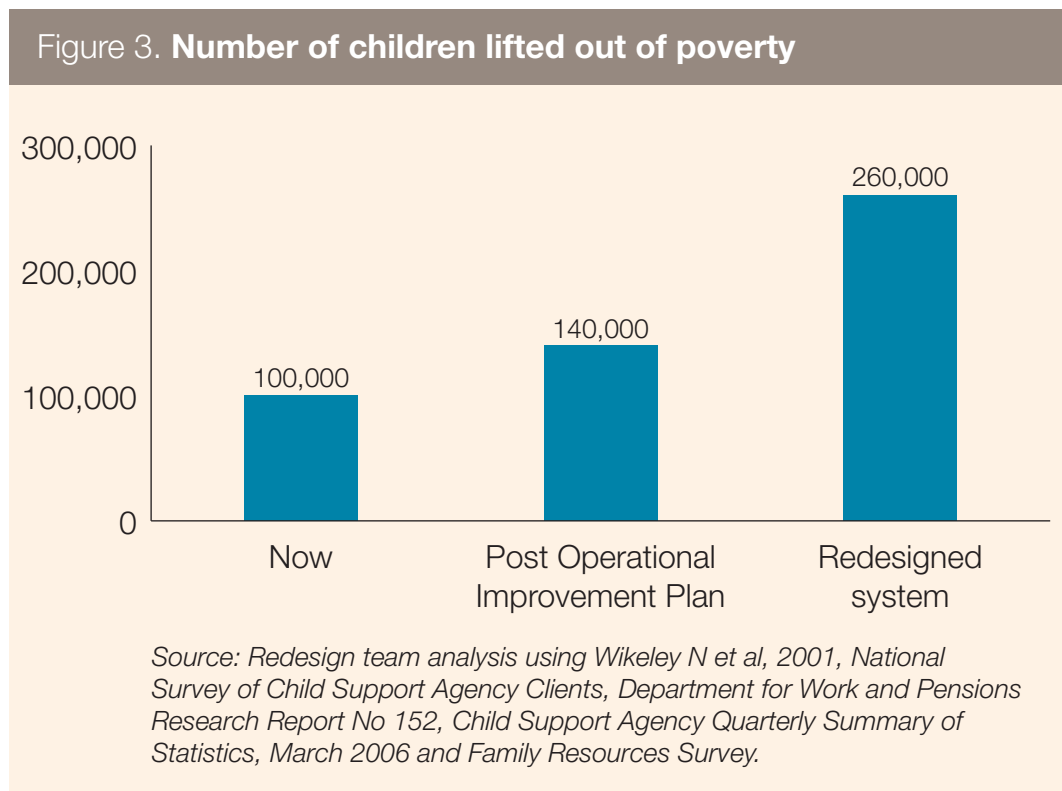 Figure 3. Number of children lifted out of poverty
300,000
260,000
200,000
140,000
100,000
100,000
0
Now
Post Operational
Improvement Plan
Redesigned
system
Source: Redesign team analysis using Wikeley N et al, 2001, National
Survey of Child Support Agency Clients, Department for Work and Pensions
Research Report No 152, Child Support Agency Quarterly Summary of
Statistics, March 2006 and Family Resources Survey.